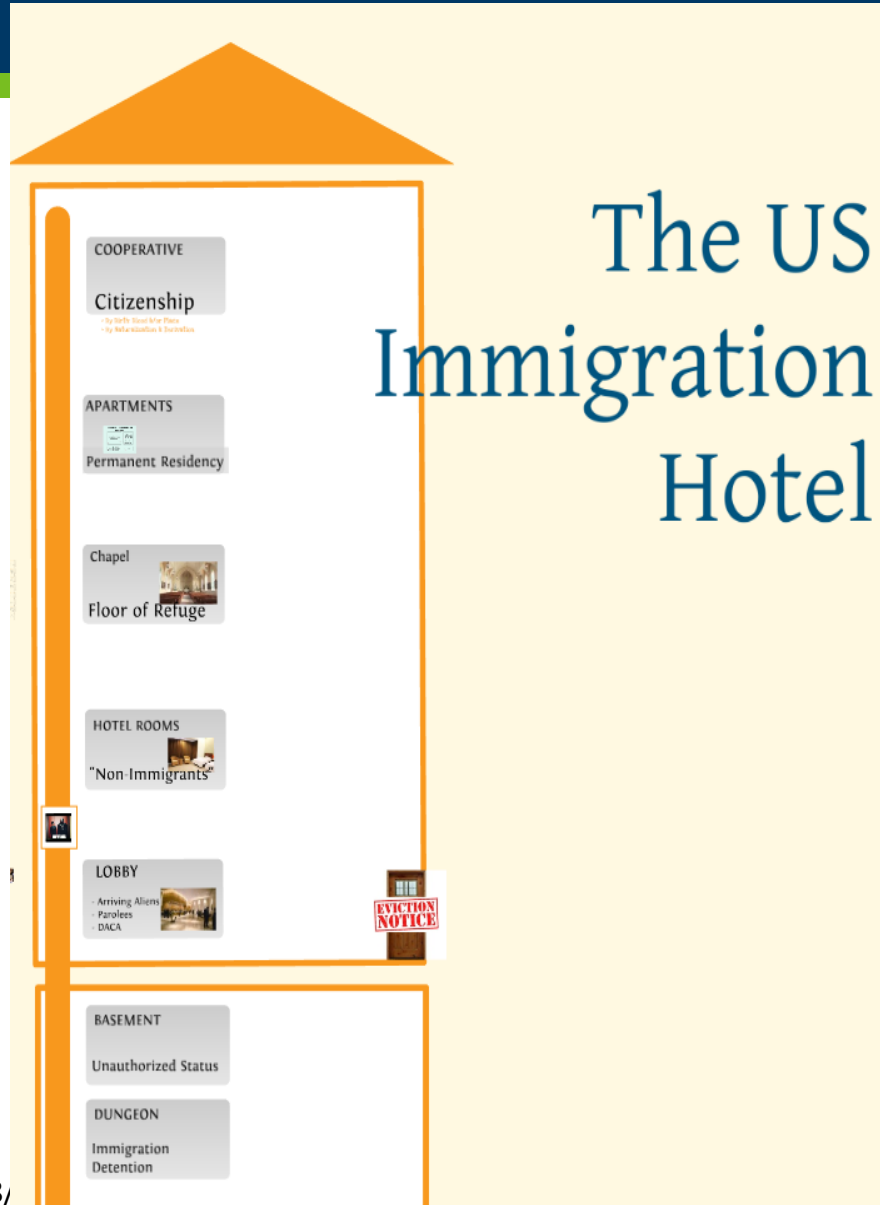 The US
Immigration
Hotel
COOPERATIVE
Citizenship
APARTMENTS
Permanent Residency
Chapel
Floor of Refuge
HOTEL ROOMS
"Non-Immigrants"
LOBBY
- Arriving Aliens
- Parolees
- DACA
EVICTION
NOTICE
BASEMENT
Unauthorized Status
DUNGEON
Immigration
Detention